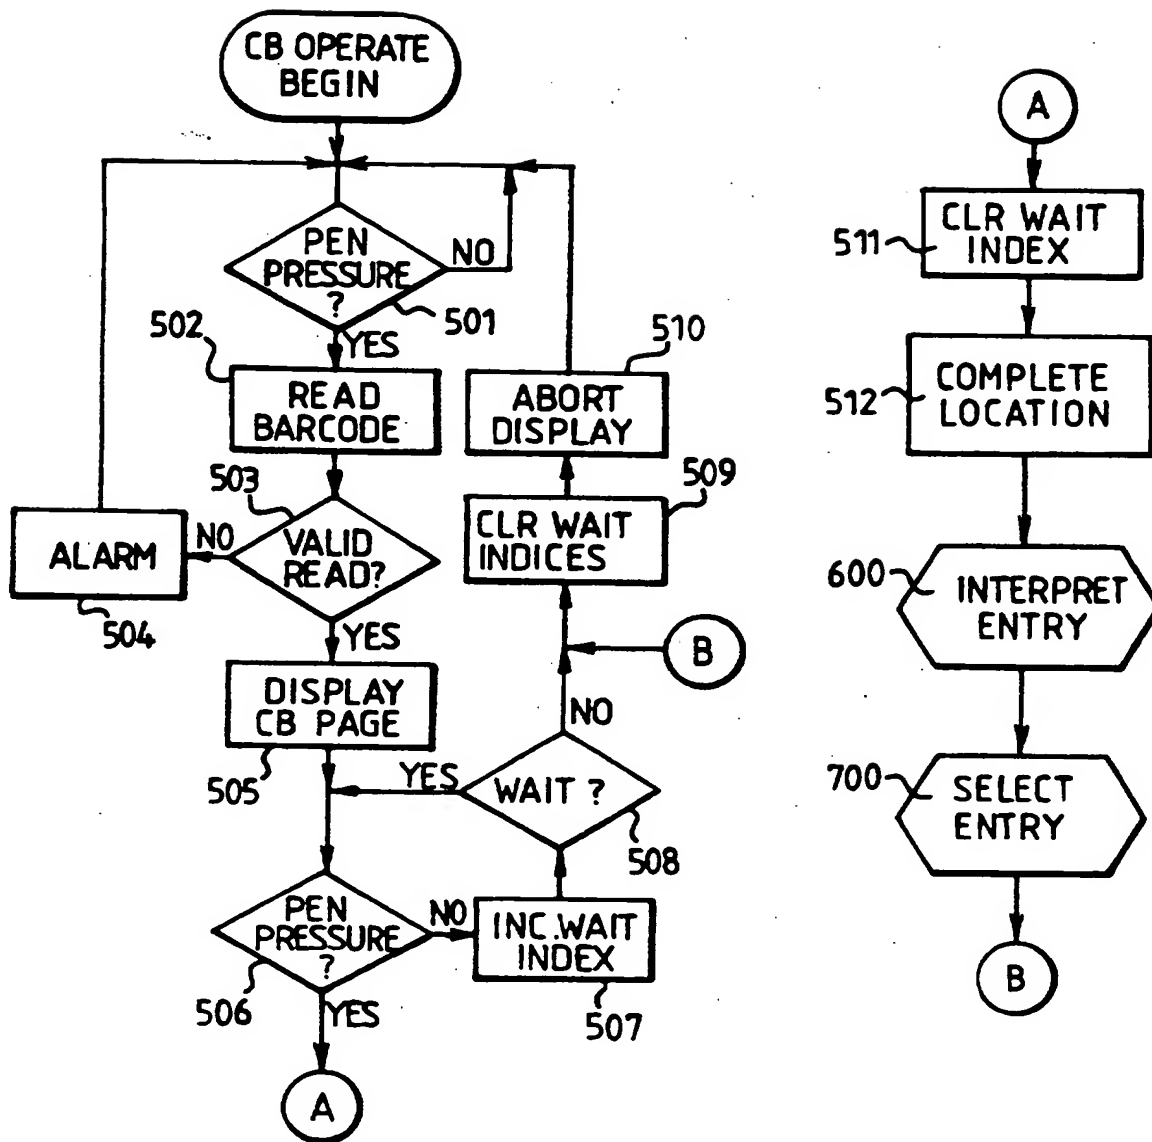 CB OPERATE
BEGIN
PEN
PRESSURE
?
NO
501
YES
502
READ
BARCODE
503
VALID
READ?
NO
ALARM
504
YES
DISPLAY
CB PAGE
505
PEN
PRESSURE
?
506
YES
A
NO
INC. WAIT
INDEX
507
WAIT ?
508
YES
NO
B
CLR WAIT
INDICES
509
ABORT
DISPLAY
510
A
CLR WAIT
INDEX
511
COMPLETE
LOCATION
512
INTERPRET
ENTRY
600
SELECT
ENTRY
700
B